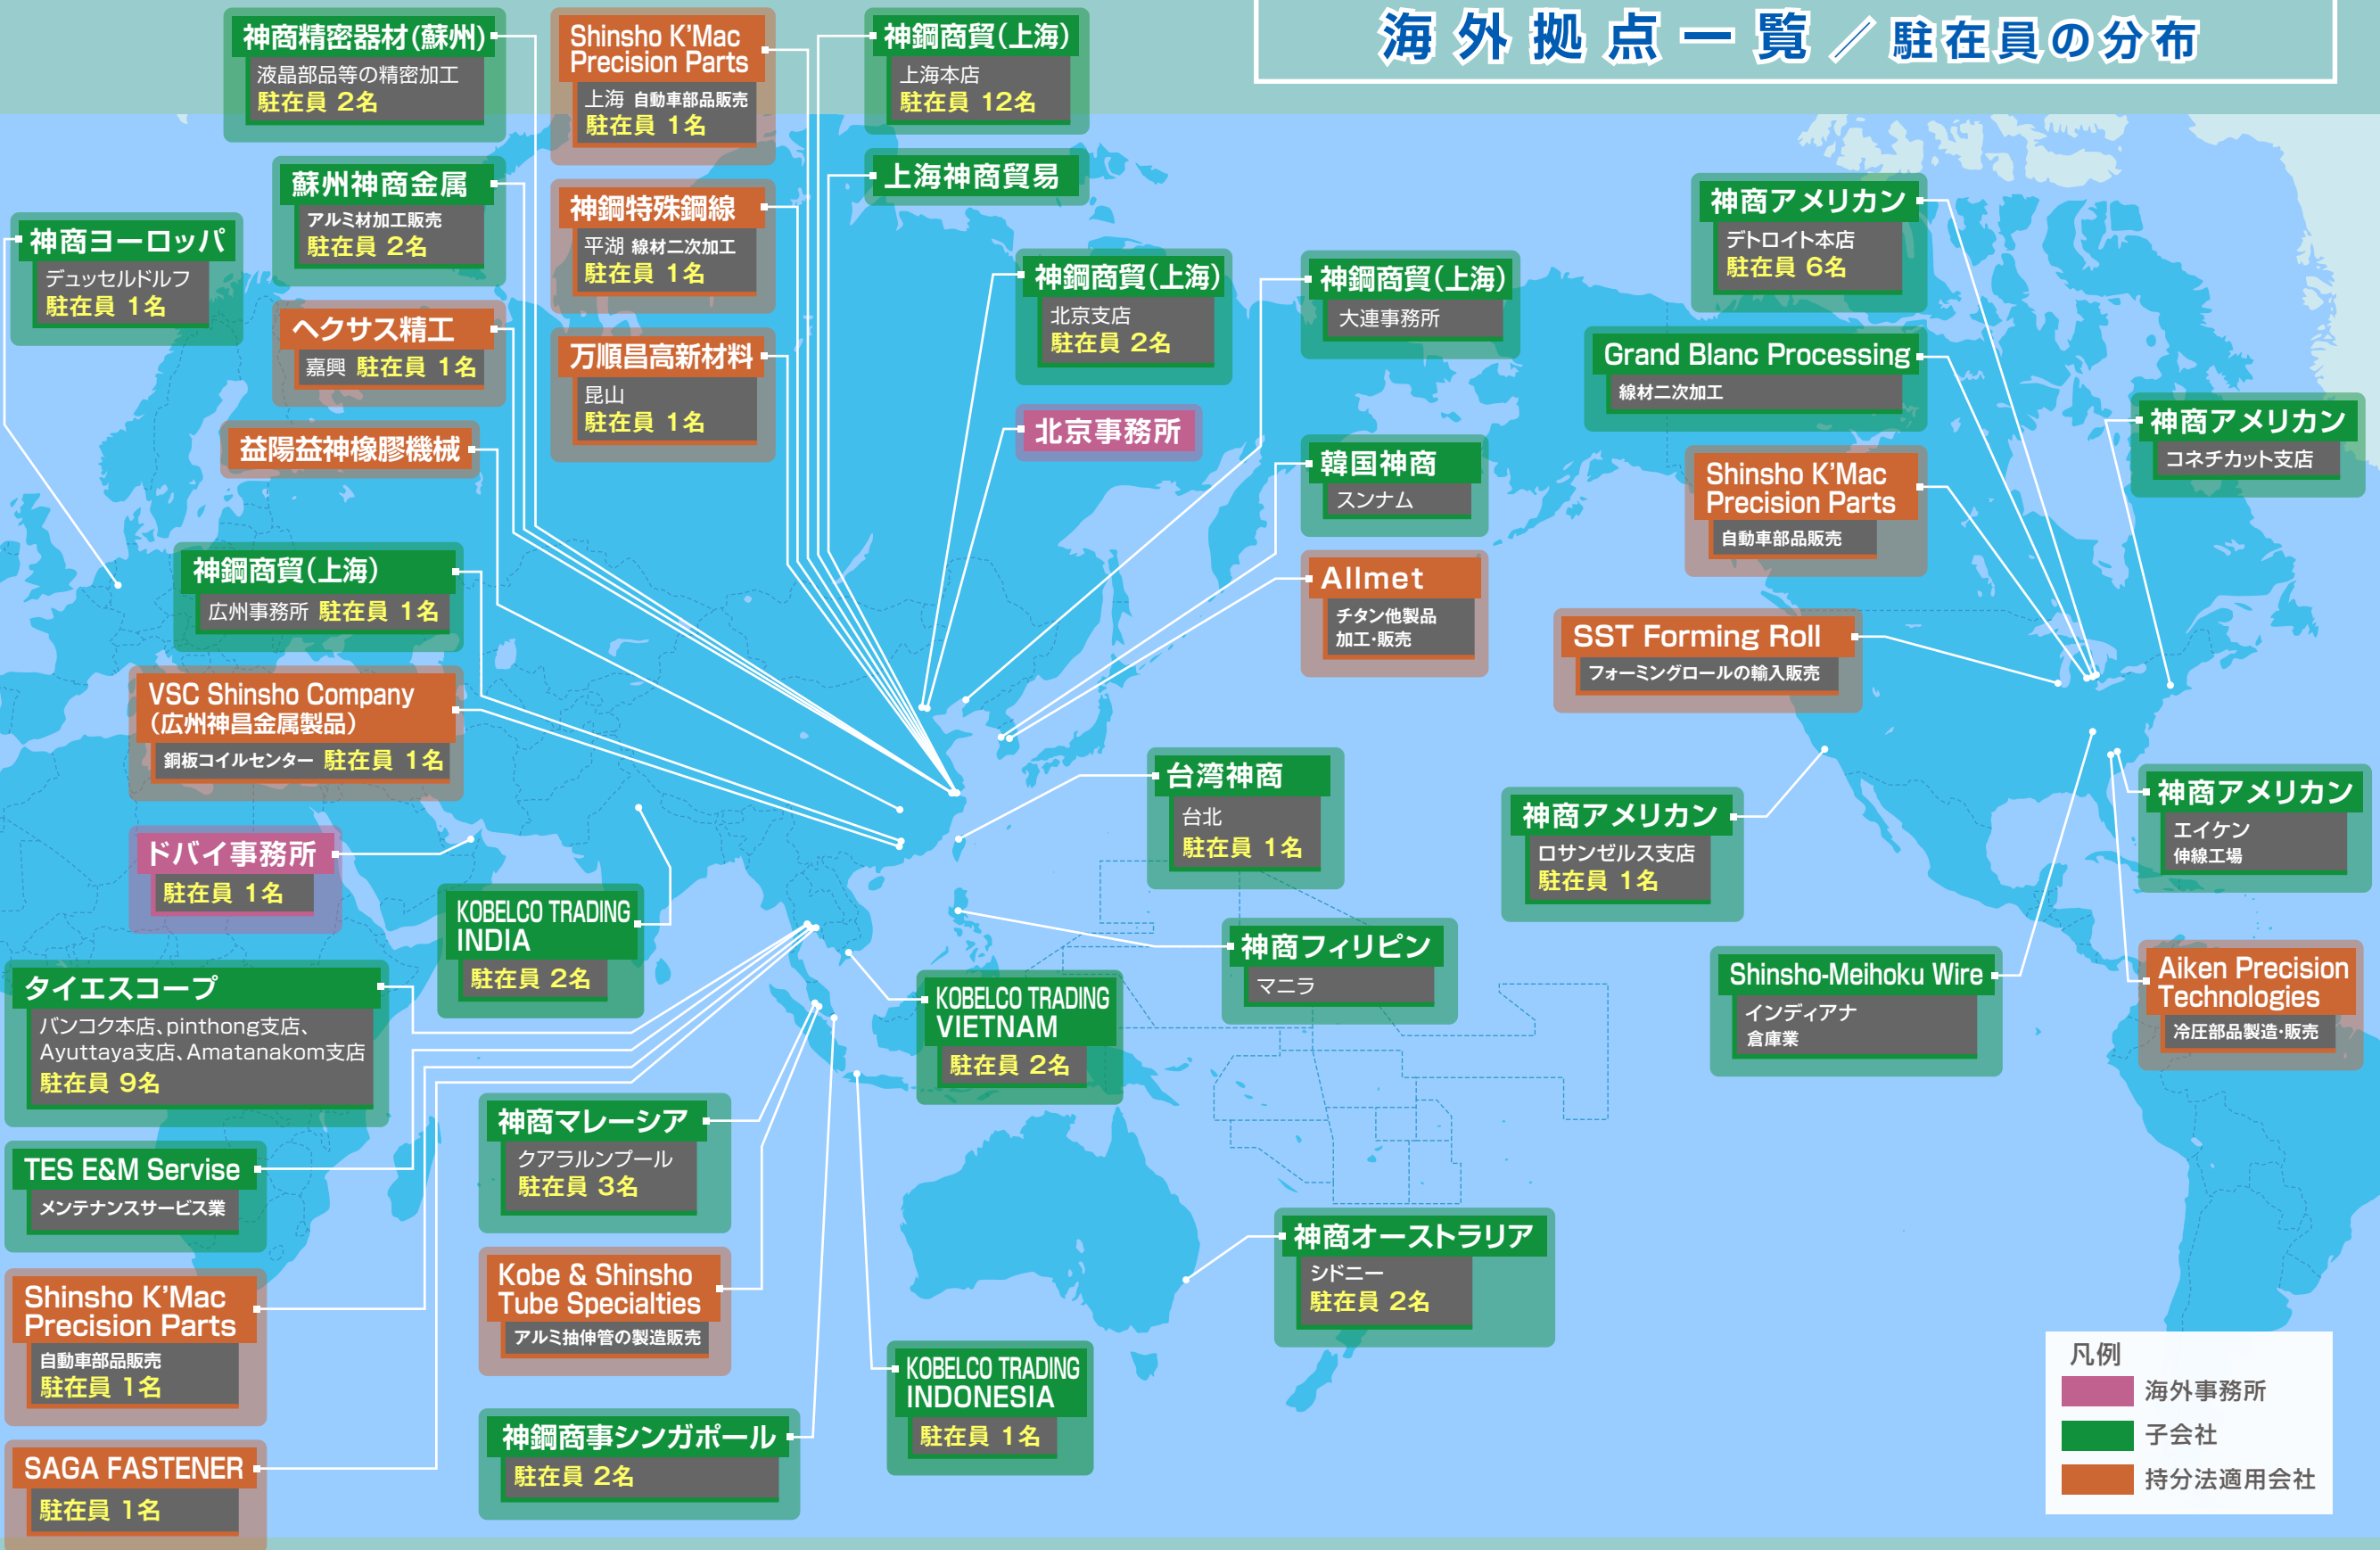 海外拠点一覧／駐在員の分布
神商精密器材(蘇州)
液晶部品等の精密加工
駐在員 2名
Shinsho K'Mac
Precision Parts
上海 自動車部品販売
駐在員 1名
神鋼商貿(上海)
上海本店
駐在員 12名
蘇州神商金属
アルミ材加工販売
駐在員 2名
神鋼特殊鋼線
平湖 線材二次加工
駐在員 1名
上海神商貿易
神商ヨーロッパ
デュッセルドルフ
駐在員 1名
ヘクサス精工
嘉興 駐在員 1名
万順昌高新材料
昆山
駐在員 1名
神鋼商貿(上海)
北京支店
駐在員 2名
神鋼商貿(上海)
大連事務所
北京事務所
益陽益神橡膠機械
韓国神商
スンナム
Allmet
チタン他製品
加工・販売
神鋼商貿(上海)
広州事務所 駐在員 1名
VSC Shinsho Company
(広州神昌金属製品)
銅板コイルセンター 駐在員 1名
ドバイ事務所
駐在員 1名
KOBELCO TRADING
INDIA
駐在員 2名
台湾神商
台北
駐在員 1名
神商フィリピン
マニラ
KOBELCO TRADING
VIETNAM
駐在員 2名
タイエスコープ
バンコク本店、pinthong支店、
Ayuttaya支店、Amatanakom支店
駐在員 9名
TES E&M Servise
メンテナンスサービス業
Shinsho K'Mac
Precision Parts
自動車部品販売
駐在員 1名
SAGA FASTENER
駐在員 1名
神商マレーシア
クアラルンプール
駐在員 3名
Kobe & Shinsho
Tube Specialties
アルミ抽伸管の製造販売
神鋼商事シンガポール
駐在員 2名
KOBELCO TRADING
INDONESIA
駐在員 1名
神商オーストラリア
シドニー
駐在員 2名
神商アメリカン
デトロイト本店
駐在員 6名
Grand Blanc Processing
線材二次加工
神商アメリカン
コネチカット支店
Shinsho K'Mac
Precision Parts
自動車部品販売
SST Forming Roll
フォーミングロールの輸入販売
神商アメリカン
ロサンゼルス支店
駐在員 1名
神商アメリカン
エイケン
伸線工場
Shinsho-Meihoku Wire
インディアナ
倉庫業
Aiken Precision
Technologies
冷圧部品製造・販売
凡例
海外事務所
子会社
持分法適用会社